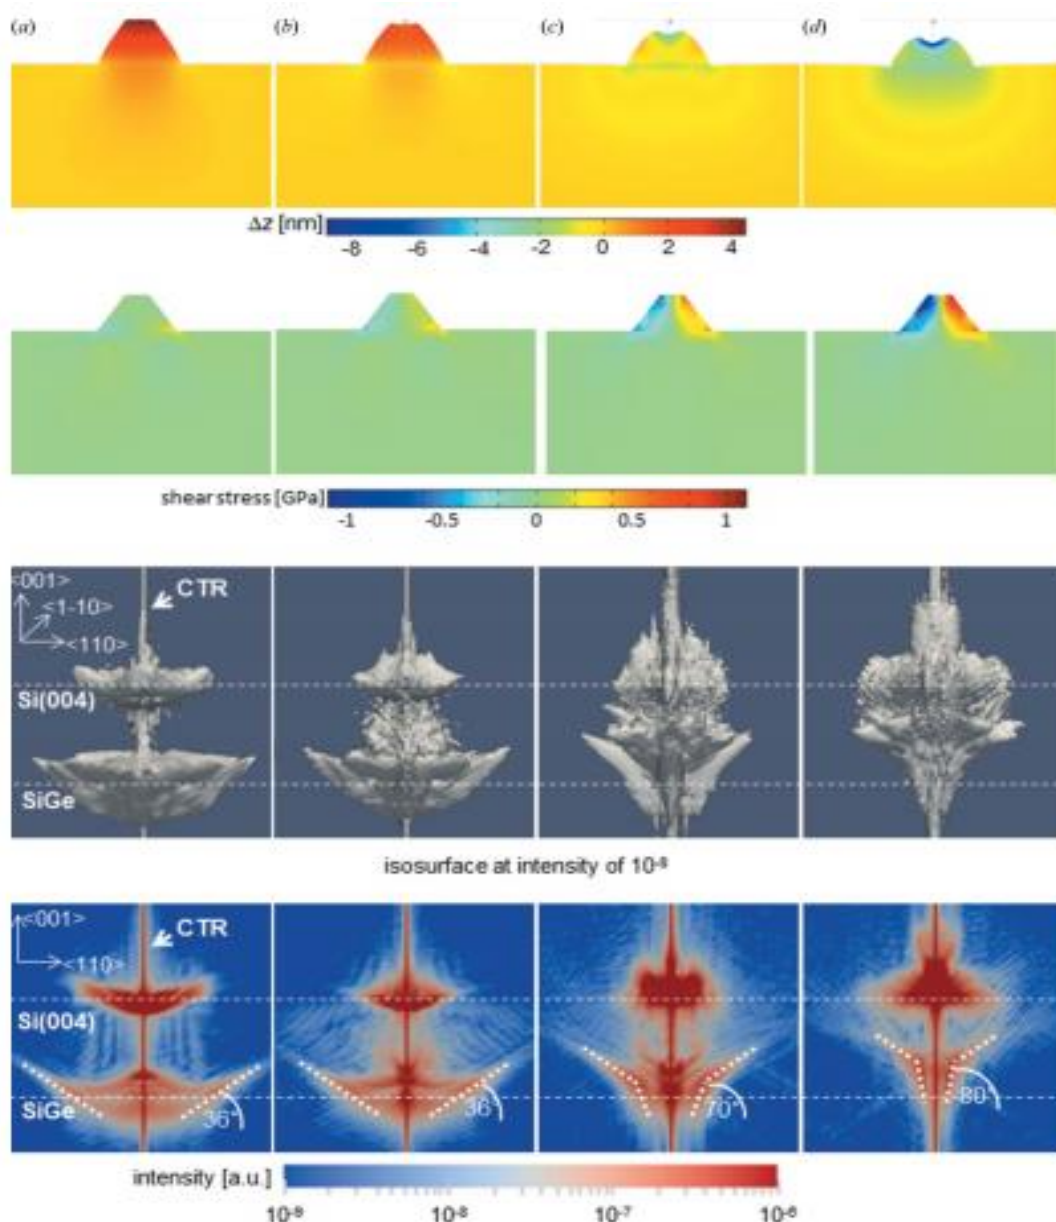 (a) (b) (c) (d)
Δz [nm]
-8 -6 -4 -2 0 2 4
shear stress [GPa]
-1 -0.5 0 0.5 1
<001>
<1-10>
<110>
CTR
Si(004)
SiGe
isosurface at intensity of 10⁻⁸
<001>
<110>
CTR
Si(004)
SiGe
36° 36° 70° 80°
intensity [a.u.]
10⁻⁹ 10⁻⁸ 10⁻⁷ 10⁻⁶